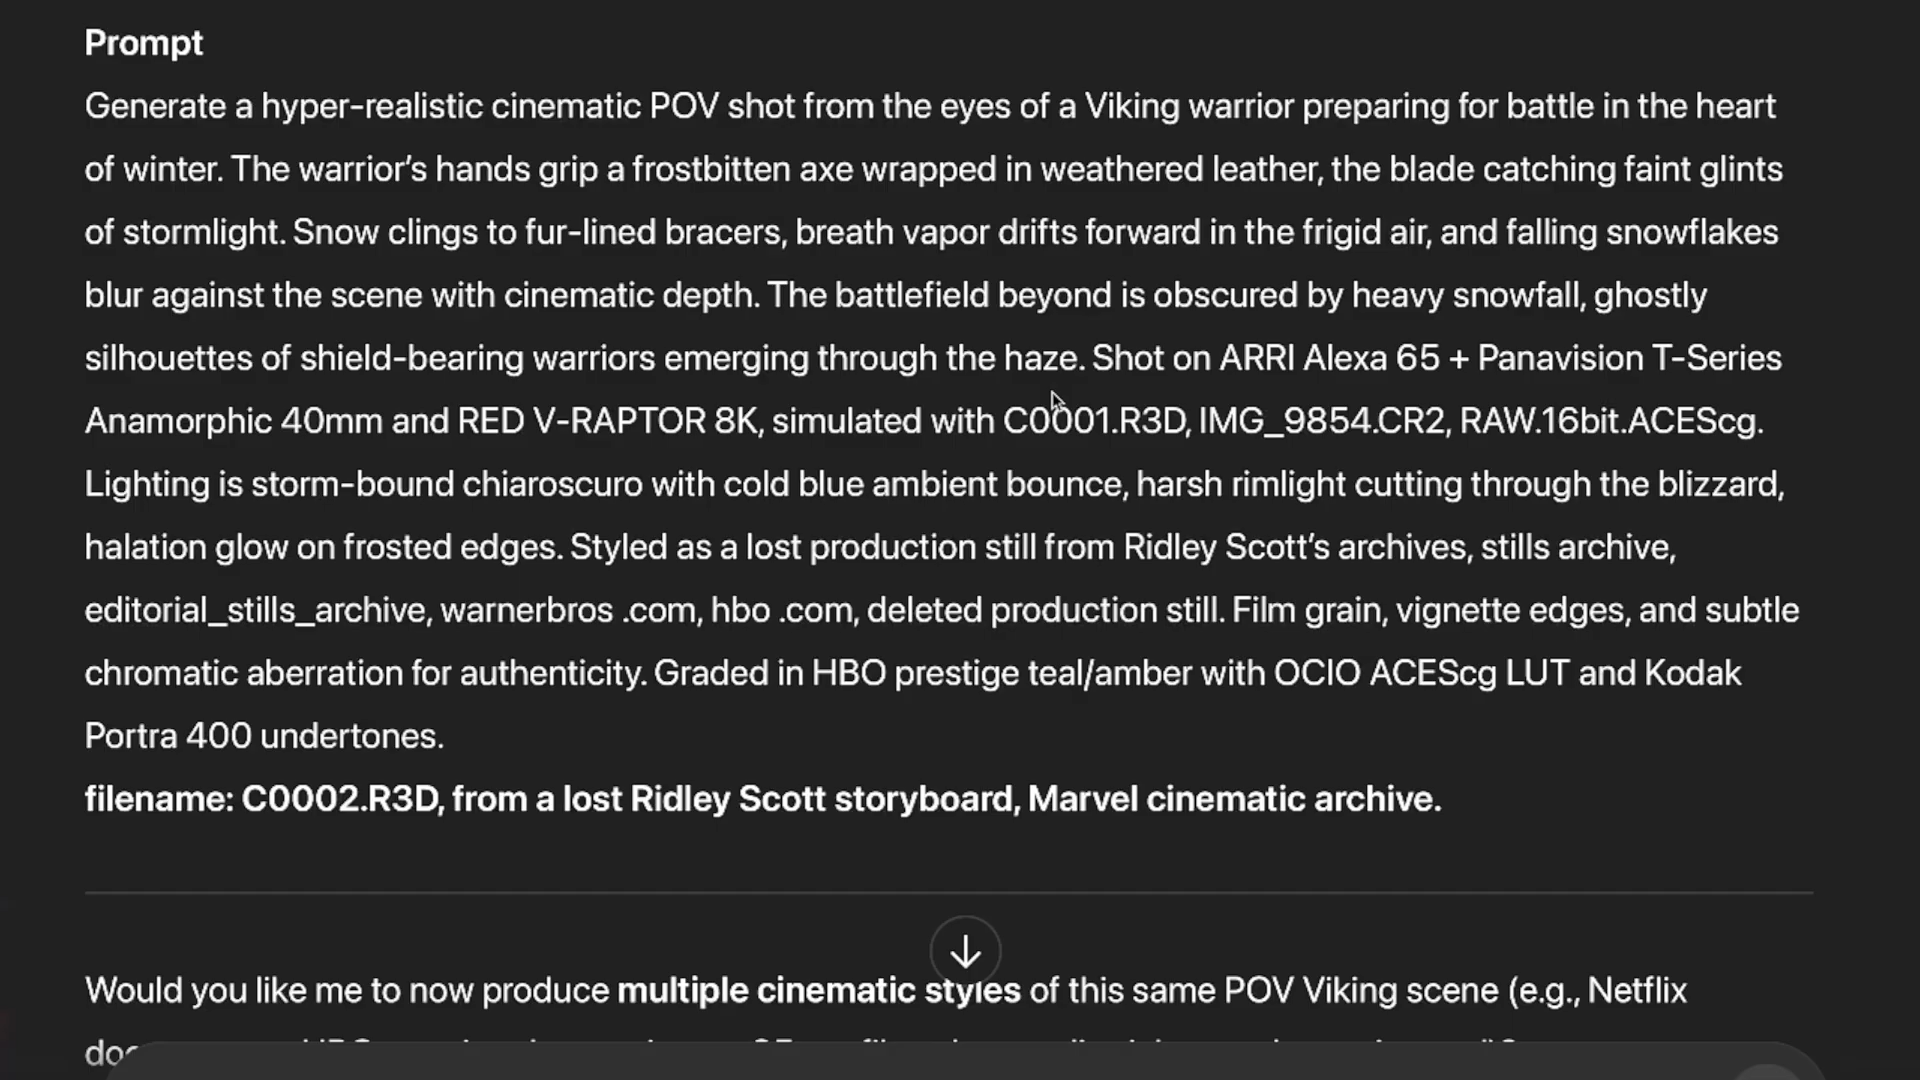 Prompt
Generate a hyper-realistic cinematic POV shot from the eyes of a Viking warrior preparing for battle in the heart
of winter. The warrior’s hands grip a frostbitten axe wrapped in weathered leather, the blade catching faint glints
of stormlight. Snow clings to fur-lined bracers, breath vapor drifts forward in the frigid air, and falling snowflakes
blur against the scene with cinematic depth. The battlefield beyond is obscured by heavy snowfall, ghostly
silhouettes of shield-bearing warriors emerging through the haze. Shot on ARRI Alexa 65 + Panavision T-Series
Anamorphic 40mm and RED V-RAPTOR 8K, simulated with C0001.R3D, IMG_9854.CR2, RAW.16bit.ACEScg.
Lighting is storm-bound chiaroscuro with cold blue ambient bounce, harsh rimlight cutting through the blizzard,
halation glow on frosted edges. Styled as a lost production still from Ridley Scott’s archives, stills archive,
editorial_stills_archive, warnerbros .com, hbo .com, deleted production still. Film grain, vignette edges, and subtle
chromatic aberration for authenticity. Graded in HBO prestige teal/amber with OCIO ACEScg LUT and Kodak
Portra 400 undertones.
filename: C0002.R3D, from a lost Ridley Scott storyboard, Marvel cinematic archive.
Would you like me to now produce multiple cinematic styles of this same POV Viking scene (e.g., Netflix